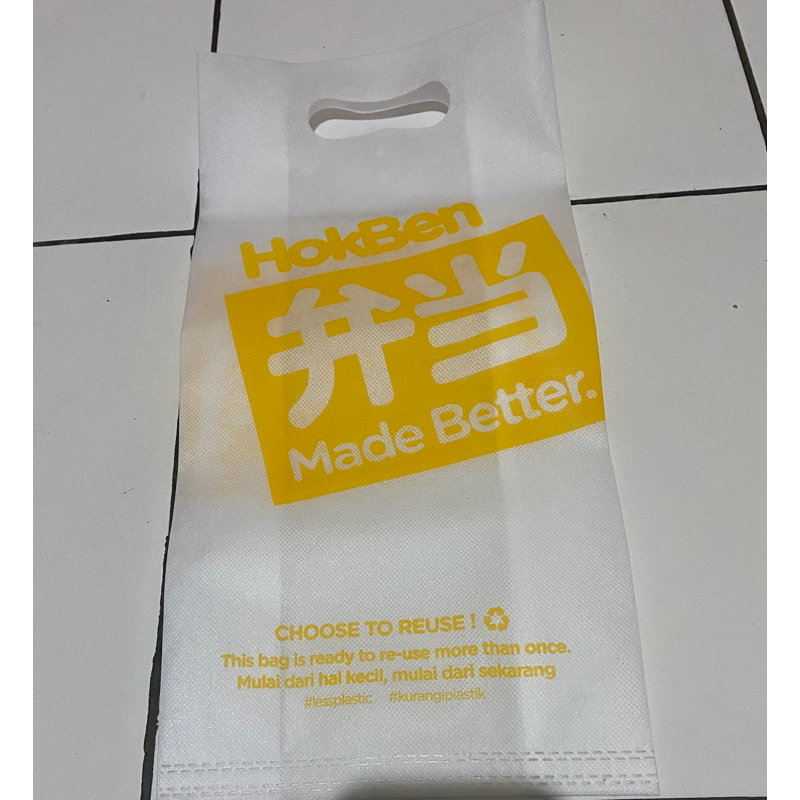 HokBen
弁当
Made Better.
CHOOSE TO REUSE !
This bag is ready to re-use more than once.
Mulai dari hal kecil, mulai dari sekarang
#lessplastic #kurangiplastik